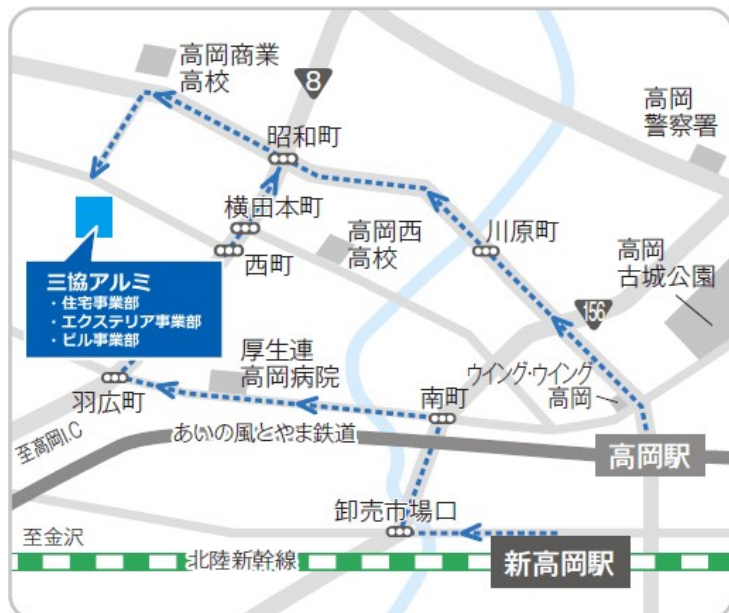 高岡商業
高校
8
高岡
警察署
昭和町
横田本町
西町
高岡西
高校
川原町
高岡
古城公園
三協アルミ
・住宅事業部
・エクステリア事業部
・ビル事業部
156
厚生連
高岡病院
ウイング・ウイング
高岡
羽広町
南町
至高岡I.C
あいの風とやま鉄道
高岡駅
卸売市場口
至金沢
北陸新幹線
新高岡駅